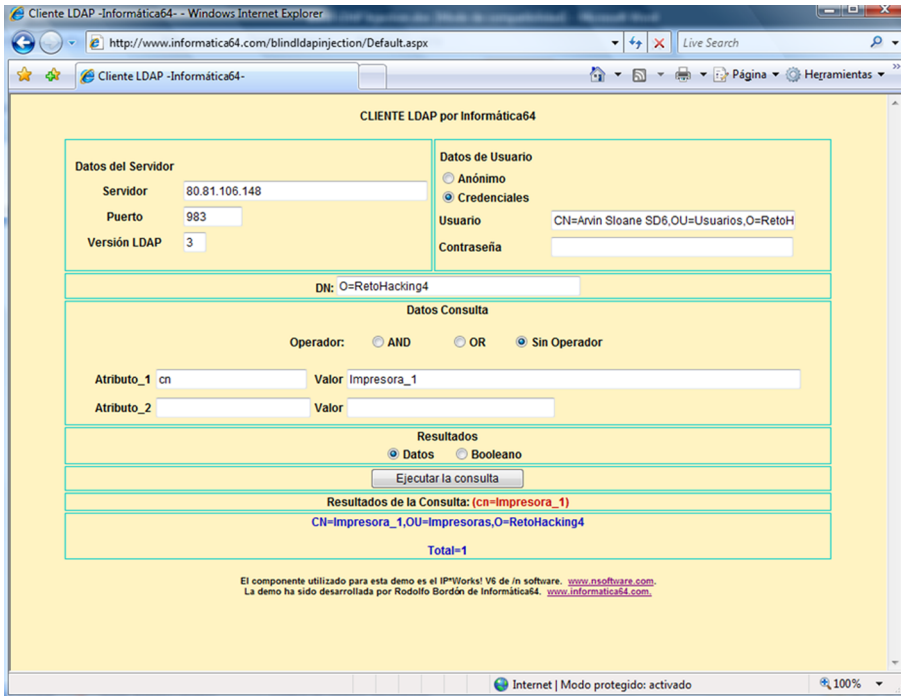 Cliente LDAP -Informática64- - Windows Internet Explorer
http://www.informatica64.com/blindldapinjection/Default.aspx
Live Search
Cliente LDAP -Informática64-
Página
Herramientas
CLIENTE LDAP por Informática64
Datos del Servidor
Servidor 80.81.106.148
Puerto 983
Versión LDAP 3
Datos de Usuario
Anónimo
Credenciales
Usuario CN=Arvin Sloane SD6,OU=Usuarios,O=RetoH
Contraseña
DN: O=RetoHacking4
Datos Consulta
Operador: AND OR Sin Operador
Atributo_1 cn Valor Impresora_1
Atributo_2 Valor
Resultados
Datos Booleano
Ejecutar la consulta
Resultados de la Consulta: (cn=Impresora_1)
CN=Impresora_1,OU=Impresoras,O=RetoHacking4
Total=1
El componente utilizado para esta demo es el IP*Works! V6 de /n software. www.nsoftware.com.
La demo ha sido desarrollada por Rodolfo Bordón de Informática64. www.informatica64.com.
Internet | Modo protegido: activado
100%